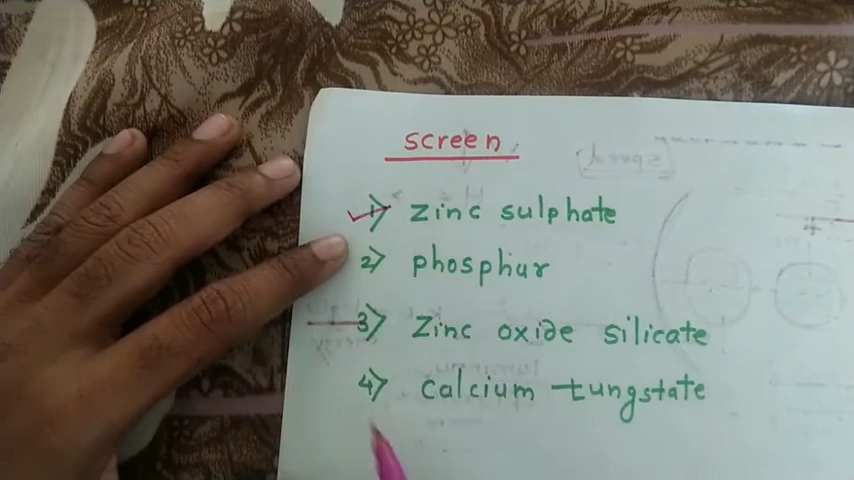 screen
1> Zinc sulphate
2> phosphur
3> Zinc oxide silicate
4> calcium tungstate